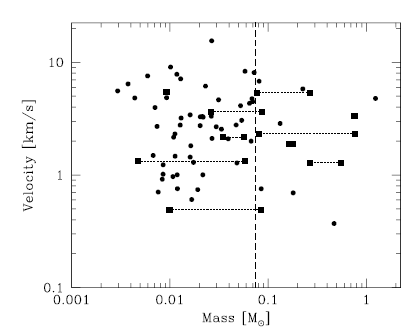 10
1
0.1
Velocity [km/s]
0.001 0.01 0.1 1
Mass [M⊙]